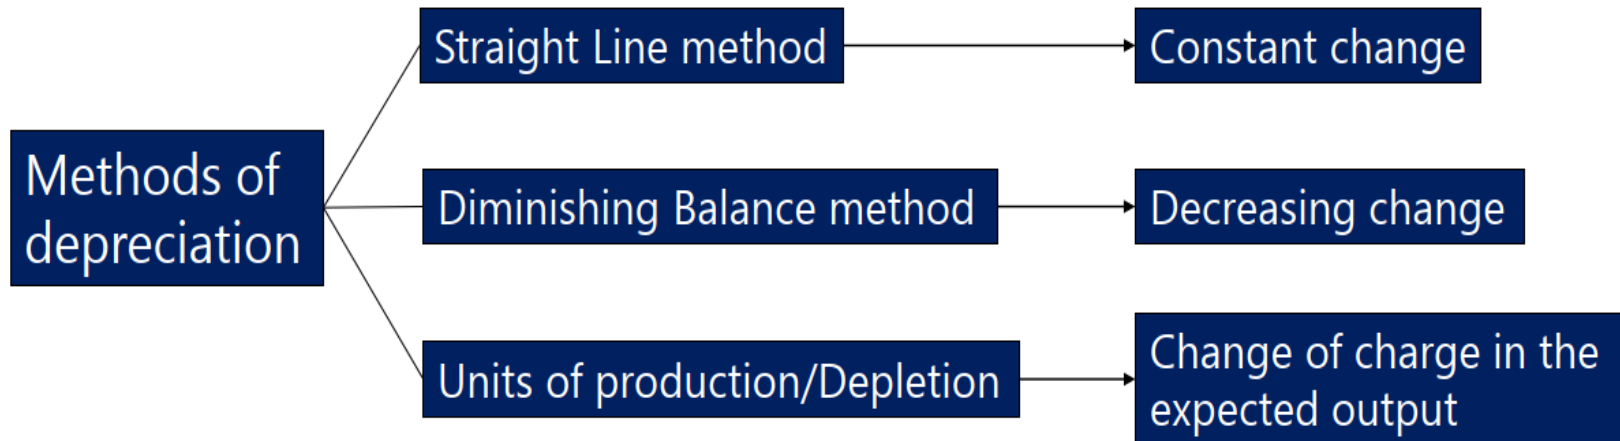 Straight Line method
Constant change
Methods of
depreciation
Diminishing Balance method
Decreasing change
Units of production/Depletion
Change of charge in the
expected output